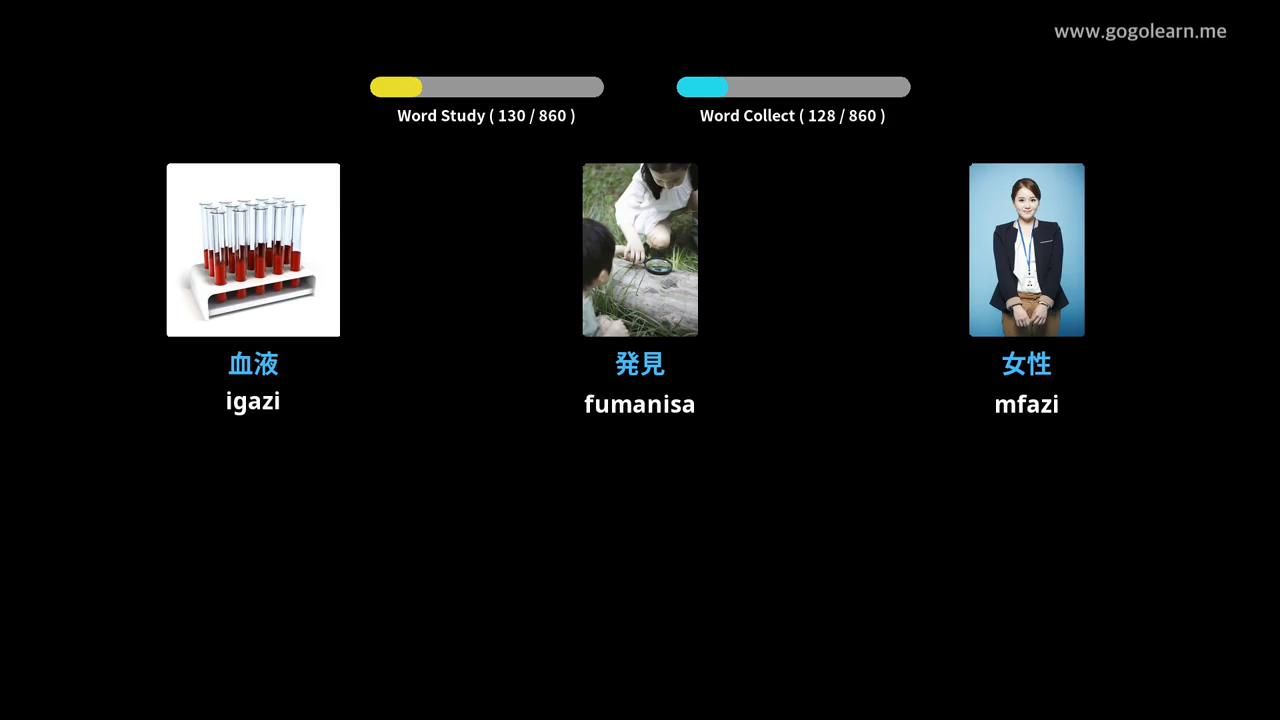 www.gogolearn.me
Word Study ( 130 / 860 )
Word Collect ( 128 / 860 )
血液
igazi
発見
fumanisa
女性
mfazi